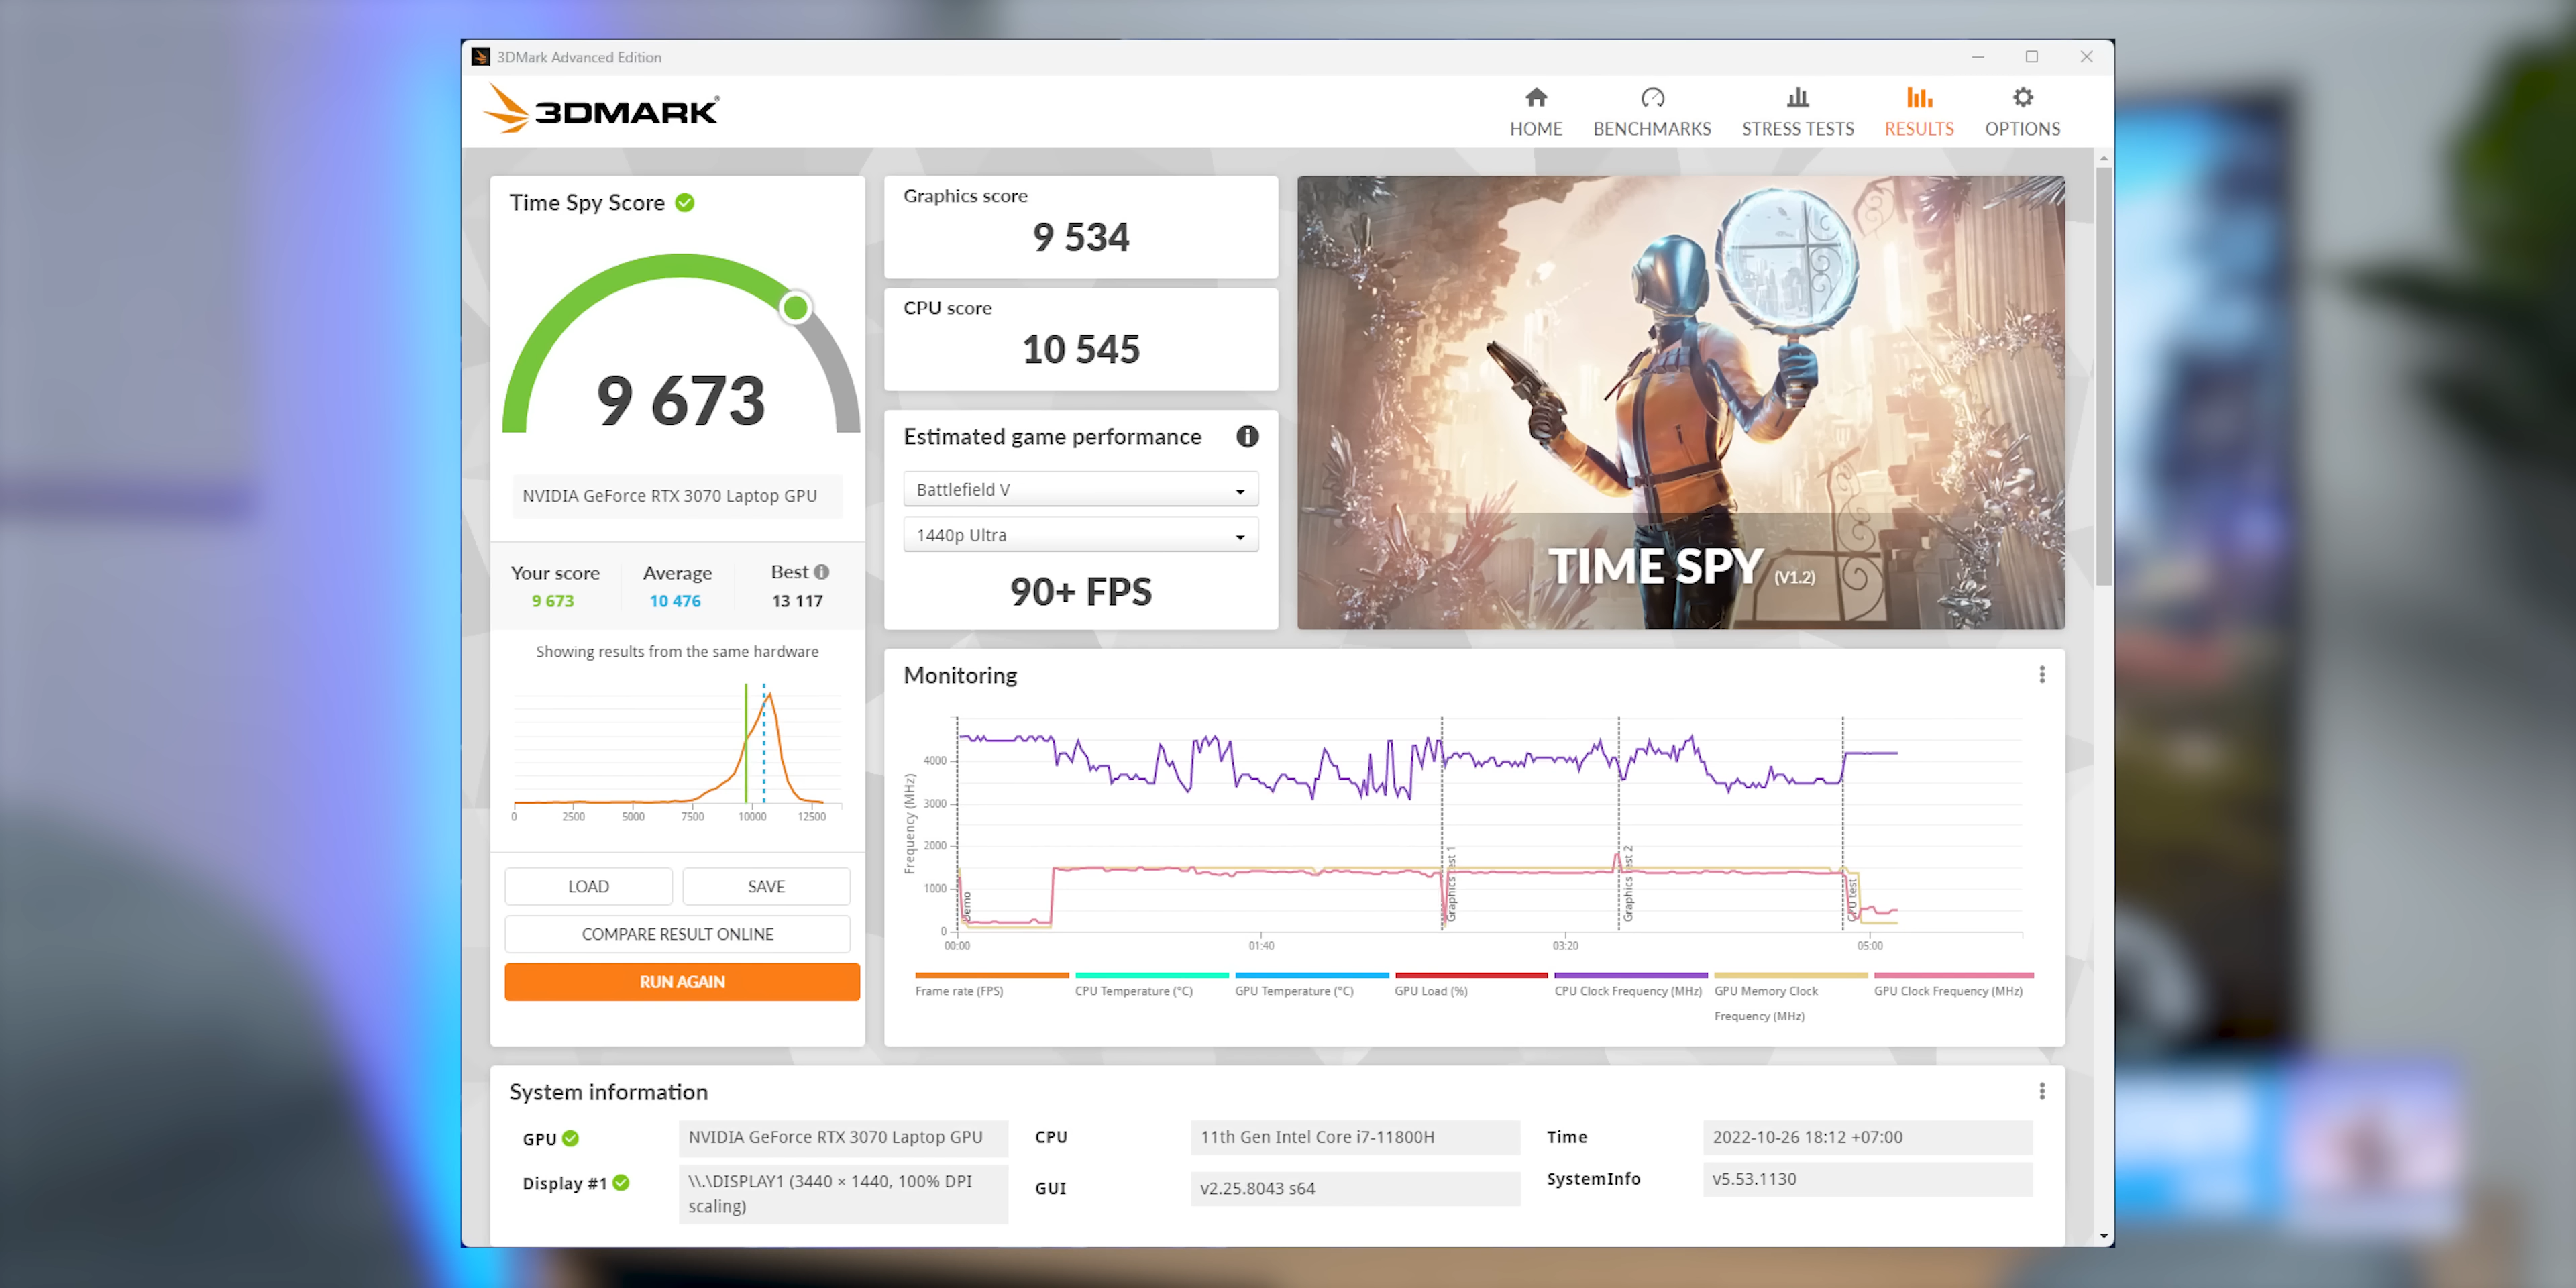 3DMark Advanced Edition
3DMARK
HOME
BENCHMARKS
STRESS TESTS
RESULTS
OPTIONS
Time Spy Score
9 673
NVIDIA GeForce RTX 3070 Laptop GPU
Your score
Average
Best
9 673
10 476
13 117
Showing results from the same hardware
0
2500
5000
7500
10000
12500
LOAD
SAVE
COMPARE RESULT ONLINE
RUN AGAIN
Graphics score
9 534
CPU score
10 545
Estimated game performance
Battlefield V
1440p Ultra
90+ FPS
TIME SPY (V1.2)
Monitoring
Frequency (MHz)
4000
3000
2000
1000
0
Demo
Graphics
Graphics
CPU test
00:00
01:40
03:20
05:00
Frame rate (FPS)
CPU Temperature (°C)
GPU Temperature (°C)
GPU Load (%)
CPU Clock Frequency (MHz)
GPU Memory Clock
Frequency (MHz)
GPU Clock Frequency (MHz)
System information
GPU
NVIDIA GeForce RTX 3070 Laptop GPU
Display #1
\\.\DISPLAY1 (3440 × 1440, 100% DPI
scaling)
CPU
11th Gen Intel Core i7-11800H
GUI
v2.25.8043 s64
Time
2022-10-26 18:12 +07:00
SystemInfo
v5.53.1130